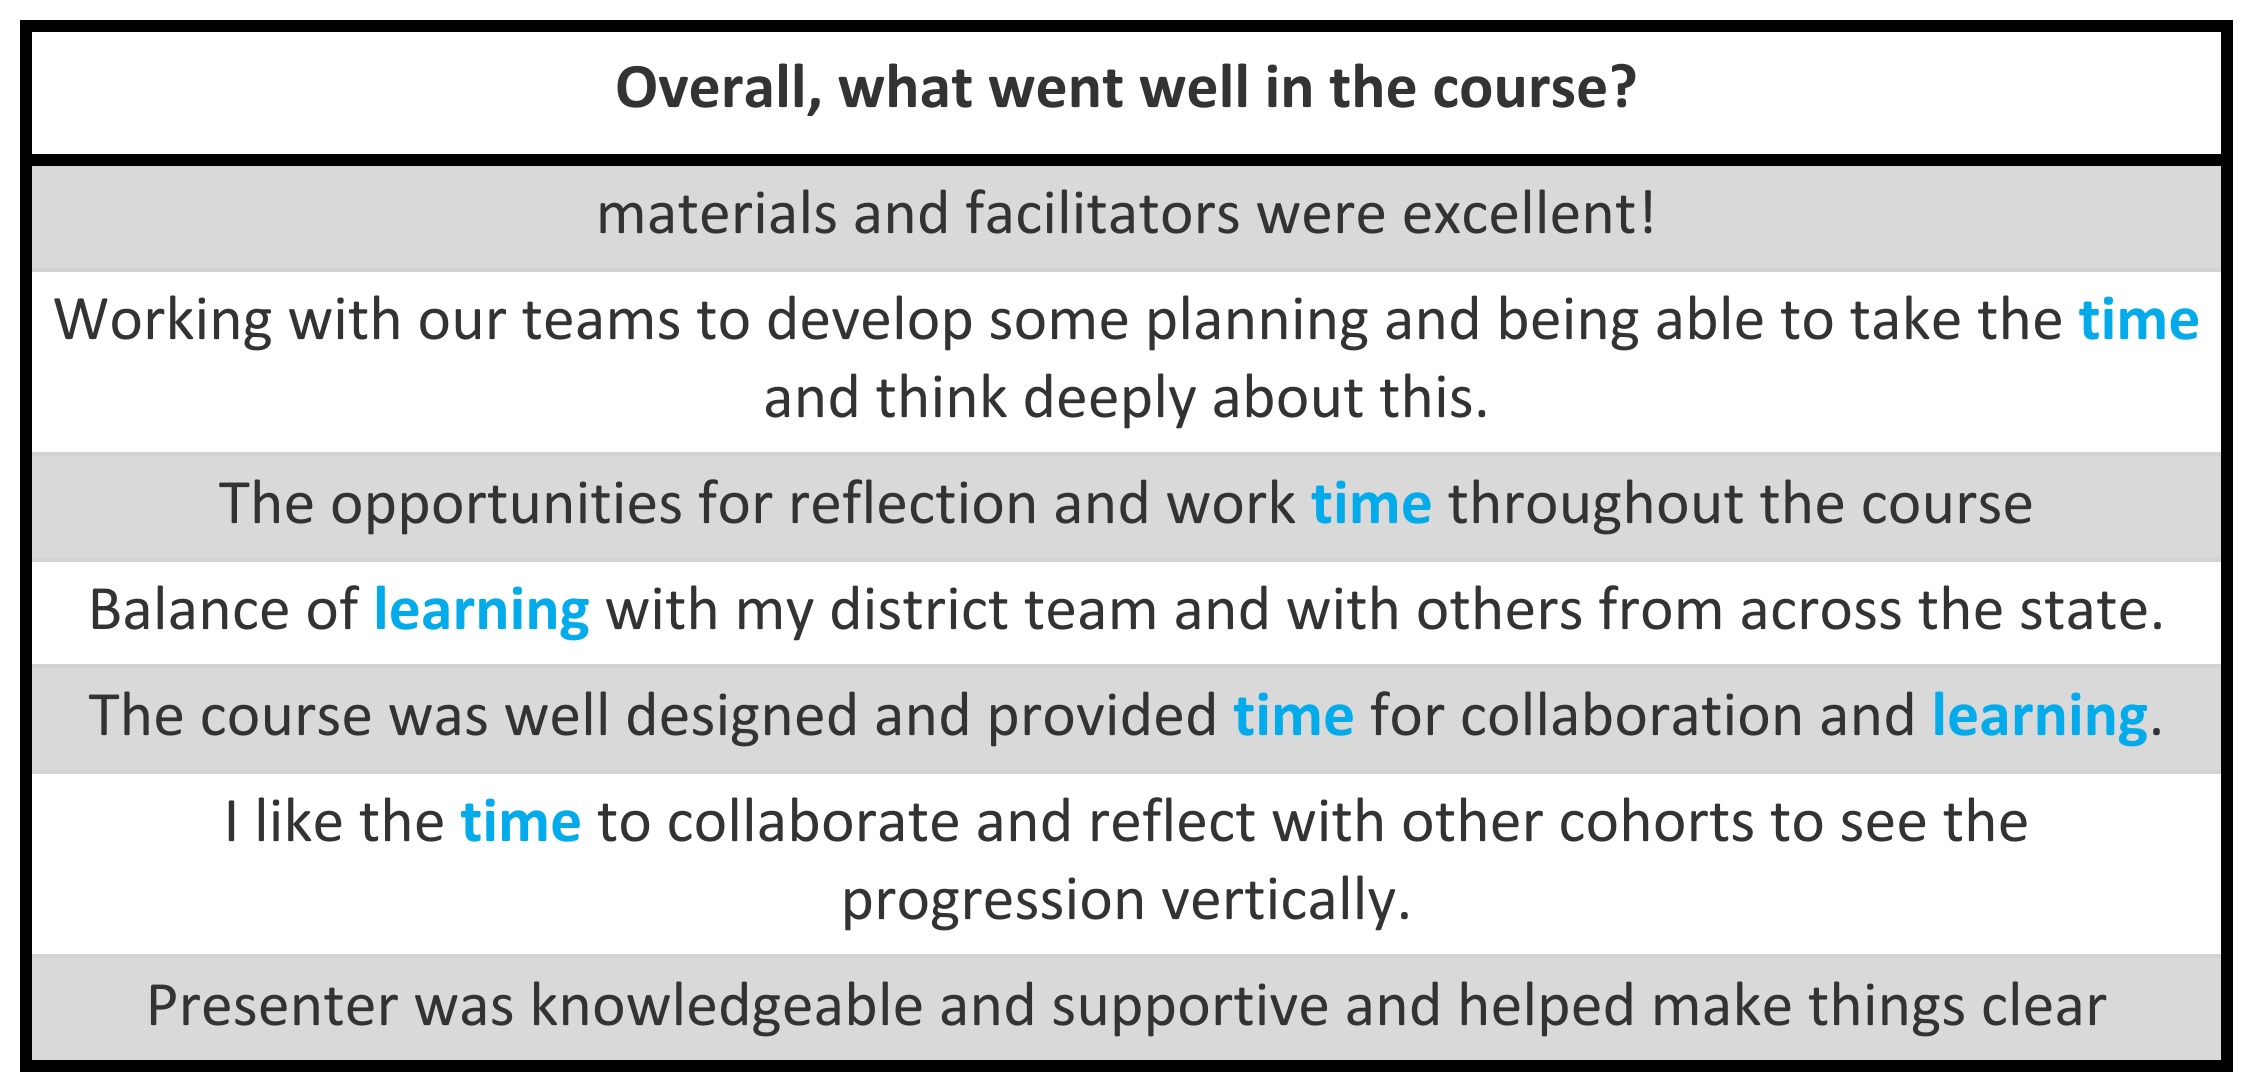 Overall, what went well in the course?
materials and facilitators were excellent!
Working with our teams to develop some planning and being able to take the time
and think deeply about this.
The opportunities for reflection and work time throughout the course
Balance of learning with my district team and with others from across the state.
The course was well designed and provided time for collaboration and learning.
I like the time to collaborate and reflect with other cohorts to see the
progression vertically.
Presenter was knowledgeable and supportive and helped make things clear